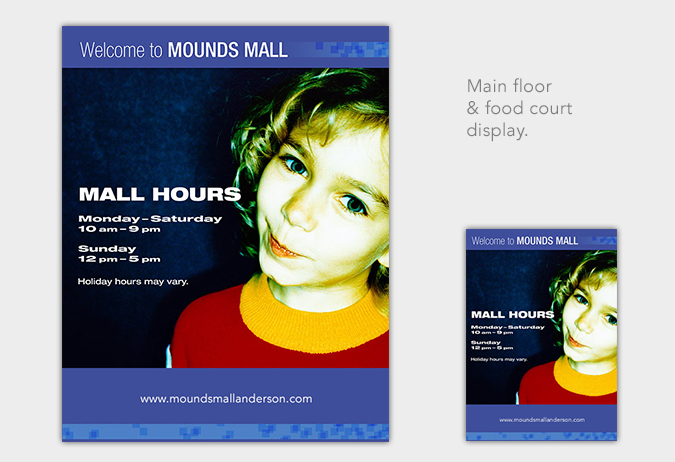 Welcome to MOUNDS MALL
MALL HOURS
Monday–Saturday
10 am – 9 pm
Sunday
12 pm – 5 pm
Holiday hours may vary.
www.moundsmallanderson.com
Main floor
& food court
display.
Welcome to MOUNDS MALL
MALL HOURS
Monday–Saturday
10 am – 9 pm
Sunday
12 pm – 5 pm
Holiday hours may vary.
www.moundsmallanderson.com